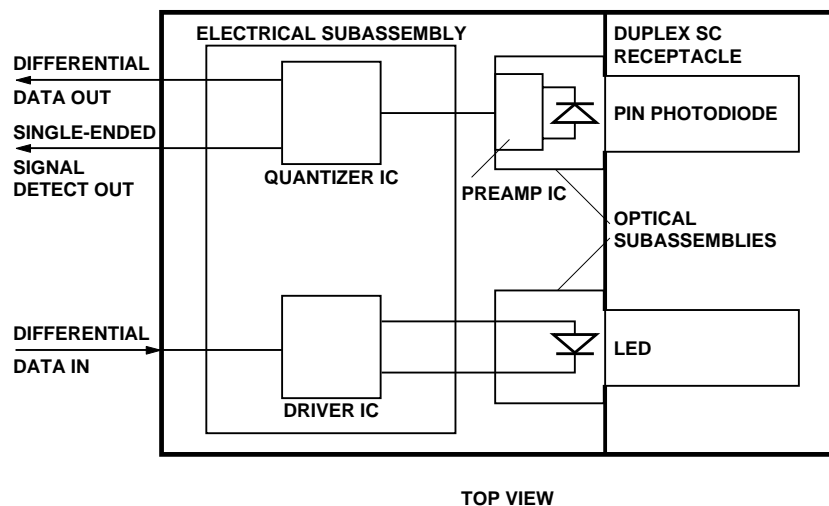 ELECTRICAL SUBASSEMBLY
DUPLEX SC
RECEPTACLE
DIFFERENTIAL
DATA OUT
SINGLE-ENDED
SIGNAL
DETECT OUT
QUANTIZER IC
PREAMP IC
PIN PHOTODIODE
OPTICAL
SUBASSEMBLIES
DIFFERENTIAL
DATA IN
DRIVER IC
LED
TOP VIEW